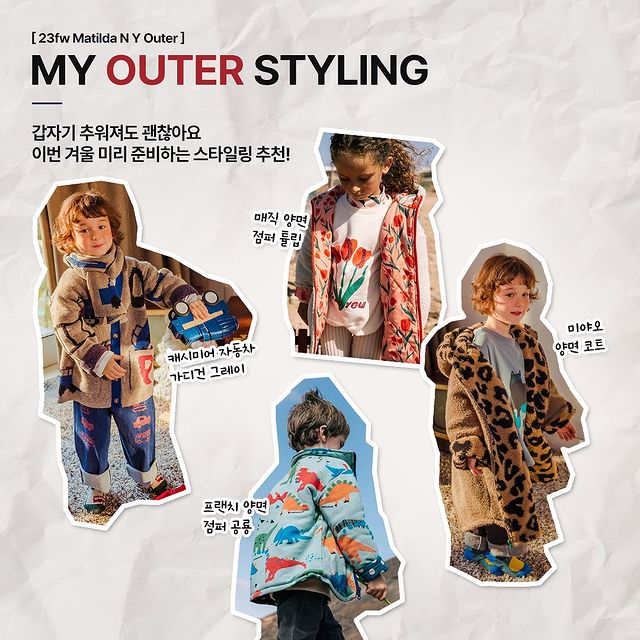 [ 23fw Matilda N Y Outer ]
MY OUTER STYLING
갑자기 추워져도 괜찮아요
이번 겨울 미리 준비하는 스타일링 추천!
매직 양면
점퍼 튤립
you
미야오
양면 코트
캐시미어 자동차
가디건 그레이
프랜치 양면
점퍼 공룡